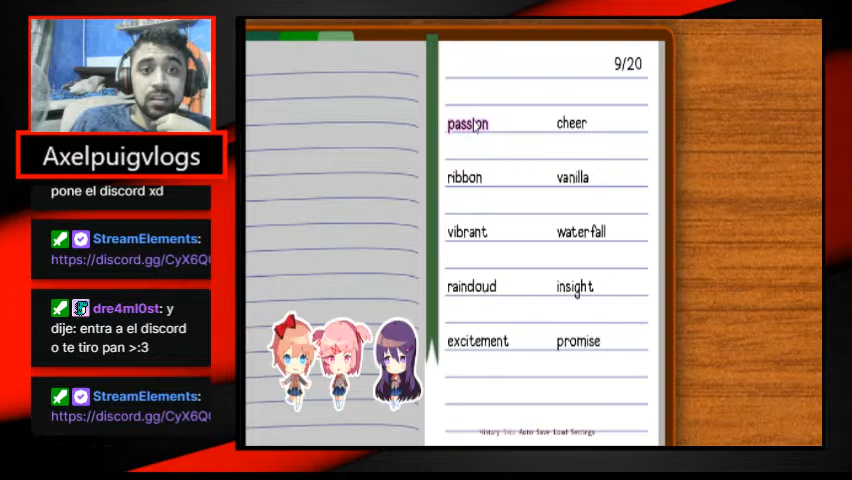 Axelpuigvlogs
pone el discord xd
StreamElements:
https://discord.gg/CyX6Q
dre4ml0st: y
dije: entra a el discord
o te tiro pan >:3
StreamElements:
https://discord.gg/CyX6Q
9/20
passion cheer
ribbon vanilla
vibrant waterfall
raincloud insight
excitement promise
History Skip Auto Save Load Settings